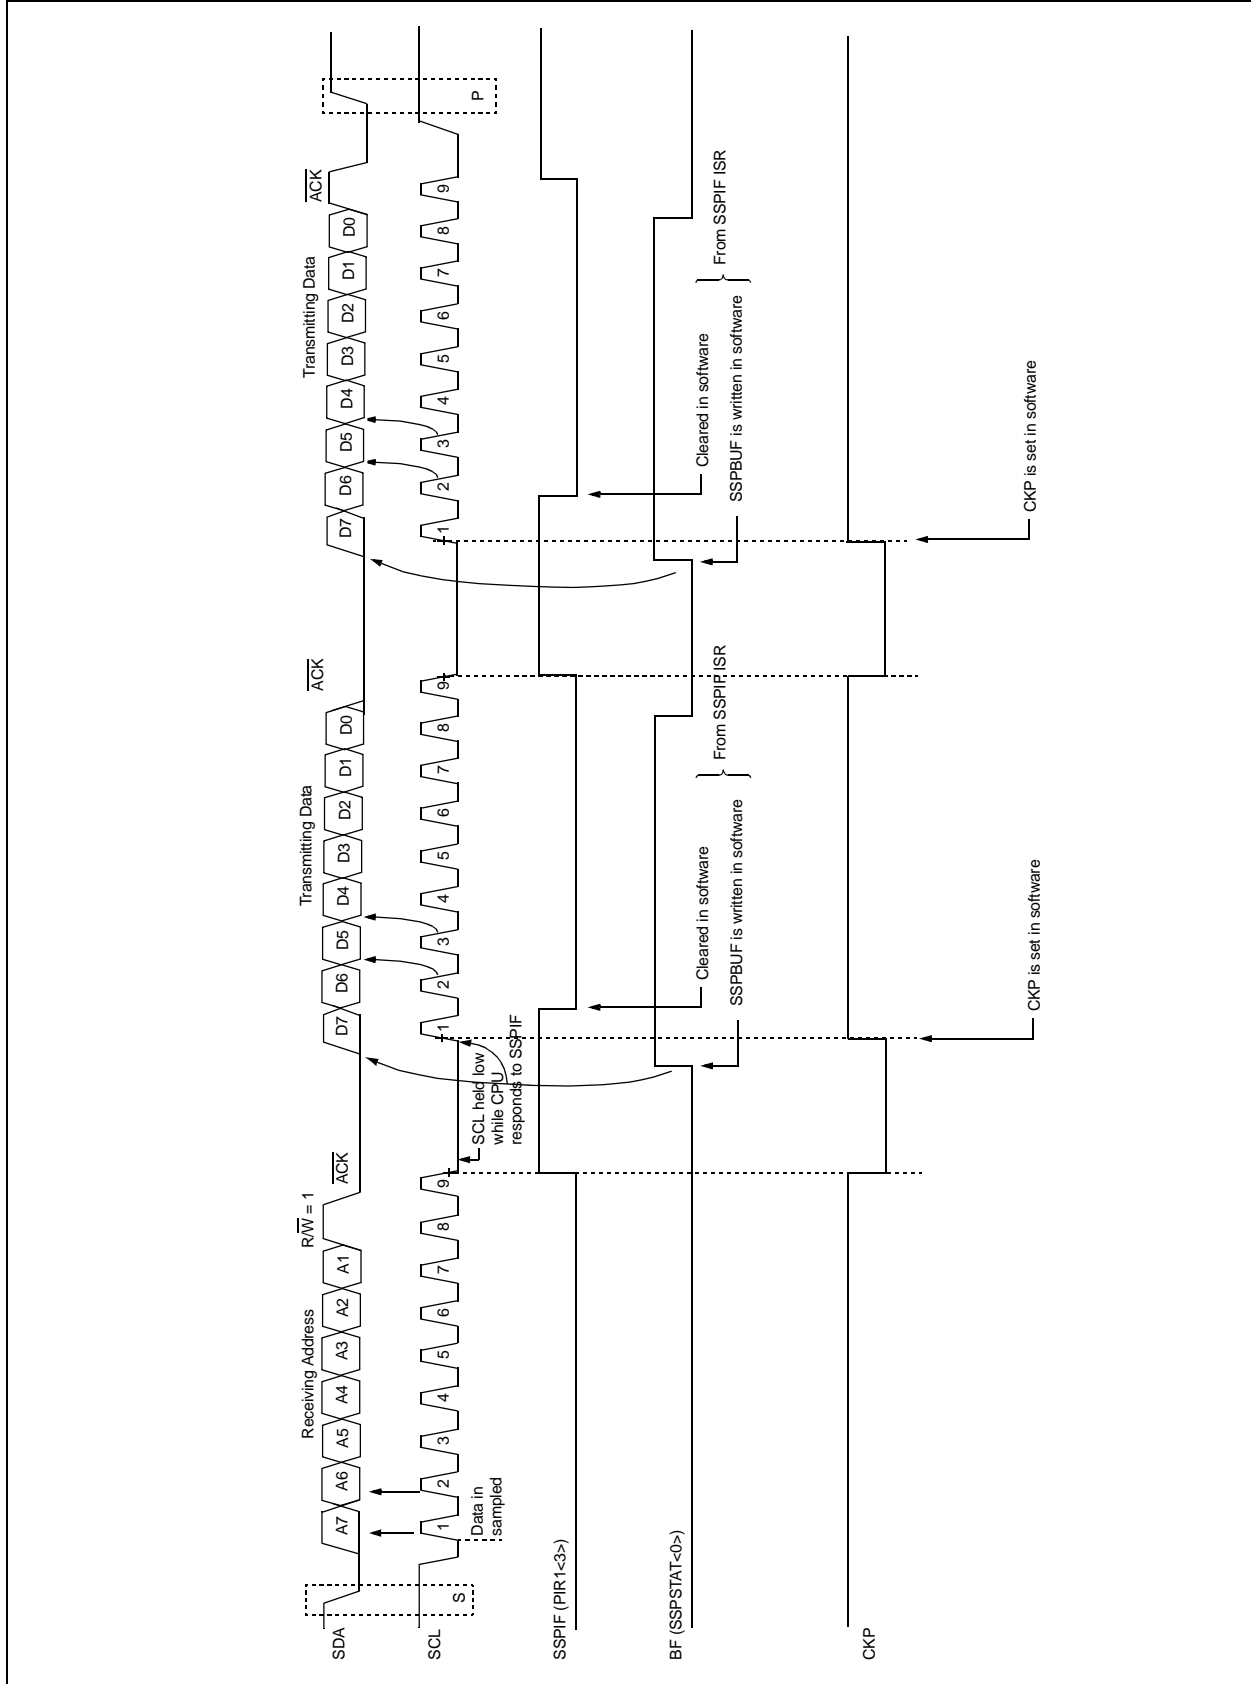 Receiving Address
R/W = 1
ACK
Transmitting Data
ACK
Transmitting Data
ACK
SDA
A7
A6
A5
A4
A3
A2
A1
D7
D6
D5
D4
D3
D2
D1
D0
D7
D6
D5
D4
D3
D2
D1
D0
SCL
1
2
3
4
5
6
7
8
9
1
2
3
4
5
6
7
8
9
1
2
3
4
5
6
7
8
9
S
P
Data in
sampled
SCL held low
while CPU
responds to SSPIF
SSPIF (PIR1<3>)
BF (SSPSTAT<0>)
Cleared in software
SSPBUF is written in software
From SSPIF ISR
Cleared in software
SSPBUF is written in software
From SSPIF ISR
CKP
CKP is set in software
CKP is set in software